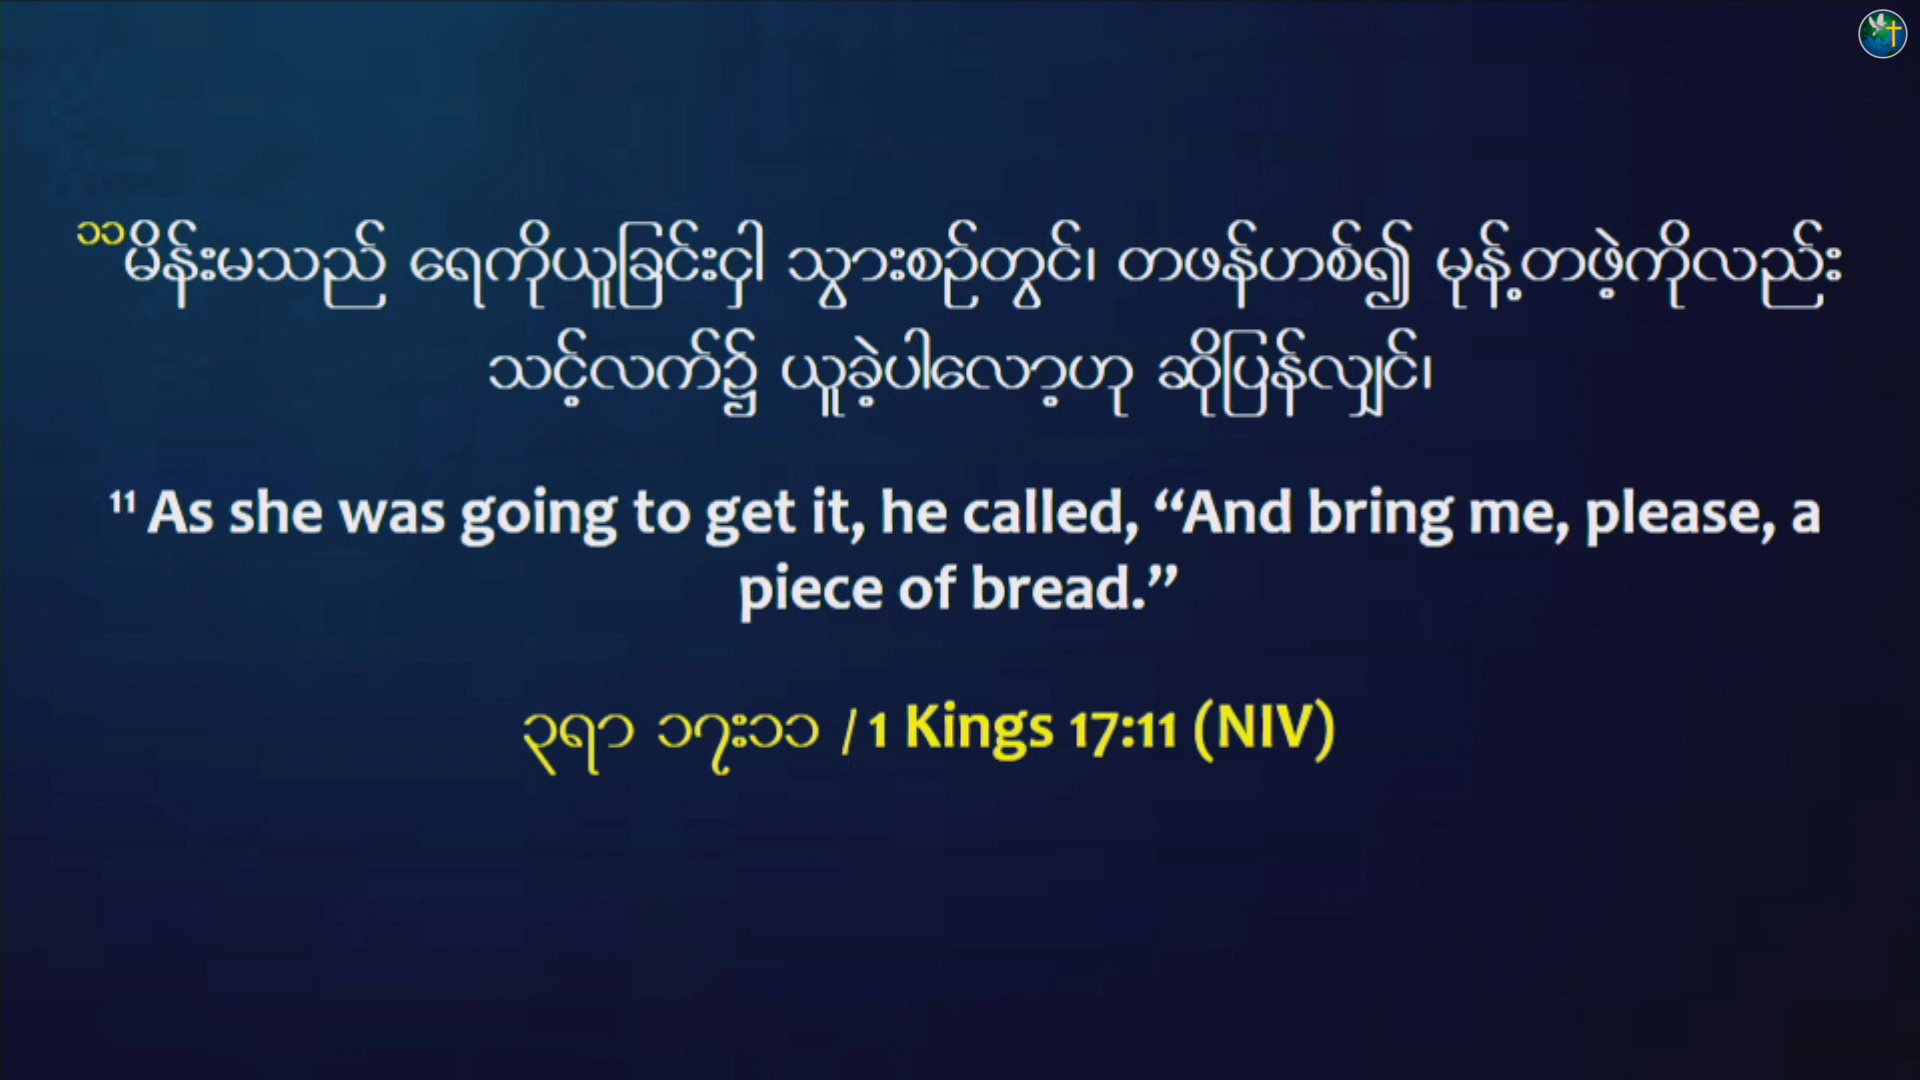 ၁၁မိန်းမသည် ရေကိုယူခြင်းငှါ သွားစဉ်တွင်၊ တဖန်ဟစ်၍ မုန့်တဖဲ့ကိုလည်း
သင့်လက်၌ ယူခဲ့ပါလော့ဟု ဆိုပြန်လျှင်၊
11 As she was going to get it, he called, “And bring me, please, a
piece of bread.”
၃ရာ ၁၇း၁၁ / 1 Kings 17:11 (NIV)